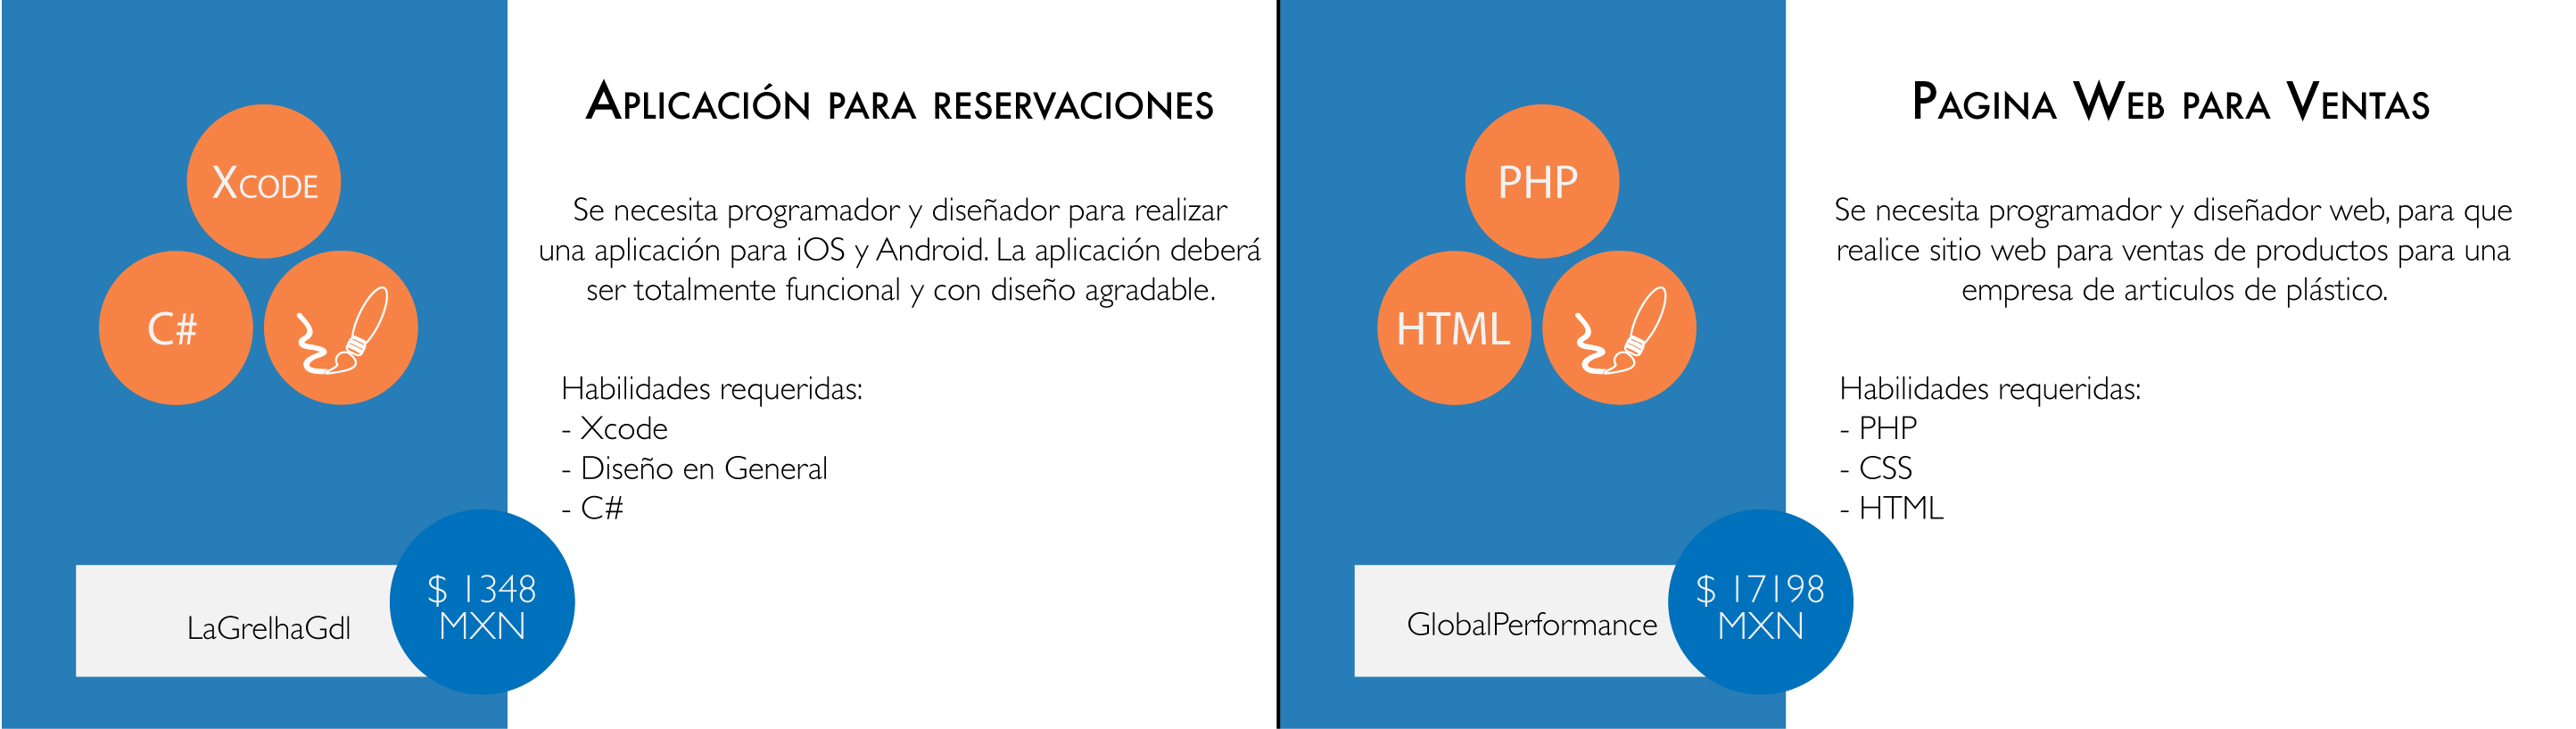 XCODE
C#
LaGrelhaGdl
$ 1348
MXN
APLICACIÓN PARA RESERVACIONES
Se necesita programador y diseñador para realizar
una aplicación para iOS y Android. La aplicación deberá
ser totalmente funcional y con diseño agradable.
Habilidades requeridas:
- Xcode
- Diseño en General
- C#
PHP
HTML
GlobalPerformance
$ 17198
MXN
PAGINA WEB PARA VENTAS
Se necesita programador y diseñador web, para que
realice sitio web para ventas de productos para una
empresa de articulos de plástico.
Habilidades requeridas:
- PHP
- CSS
- HTML